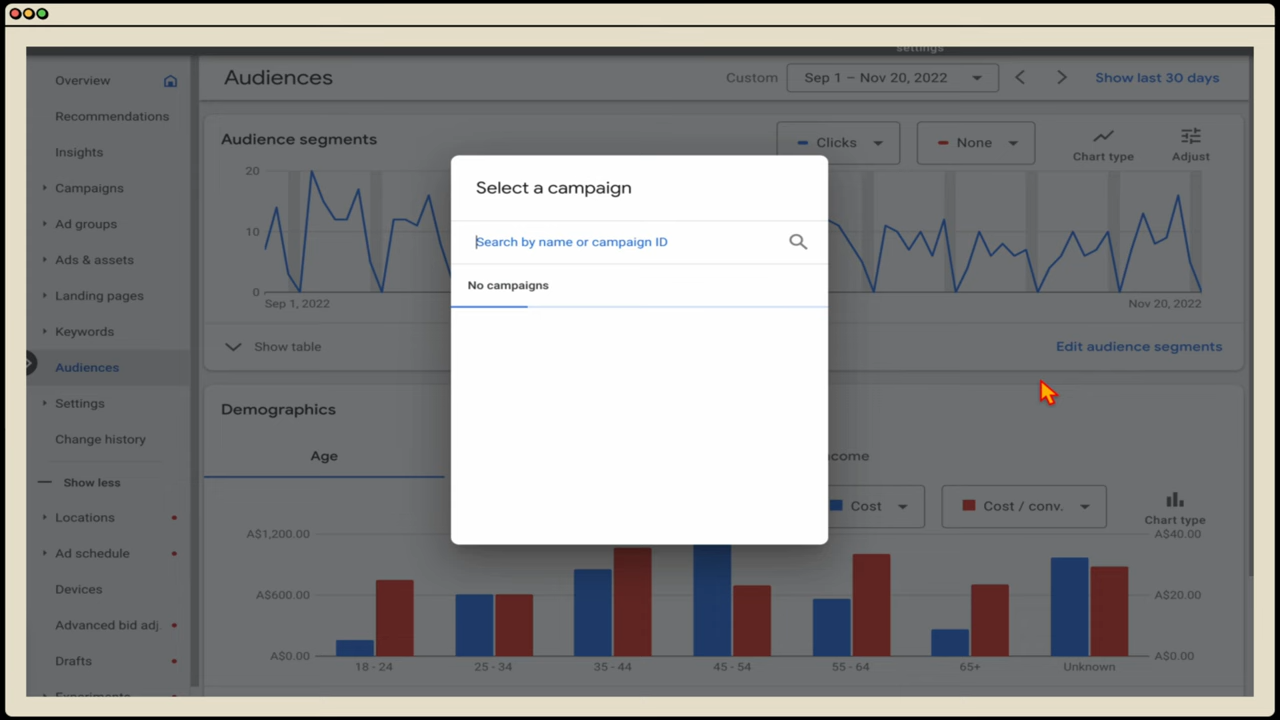 settings
Overview
Recommendations
Insights
Campaigns
Ad groups
Ads & assets
Landing pages
Keywords
Audiences
Settings
Change history
Show less
Locations
Ad schedule
Devices
Advanced bid adj.
Drafts
Experiments
Audiences
Custom
Sep 1 – Nov 20, 2022
Show last 30 days
Audience segments
Clicks
None
Chart type
Adjust
20
10
0
Sep 1, 2022
Nov 20, 2022
Show table
Edit audience segments
Select a campaign
Search by name or campaign ID
No campaigns
Demographics
Age
Cost
Cost / conv.
Chart type
A$1,200.00
A$600.00
A$0.00
A$40.00
A$20.00
A$0.00
18 - 24
25 - 34
35 - 44
45 - 54
55 - 64
65+
Unknown